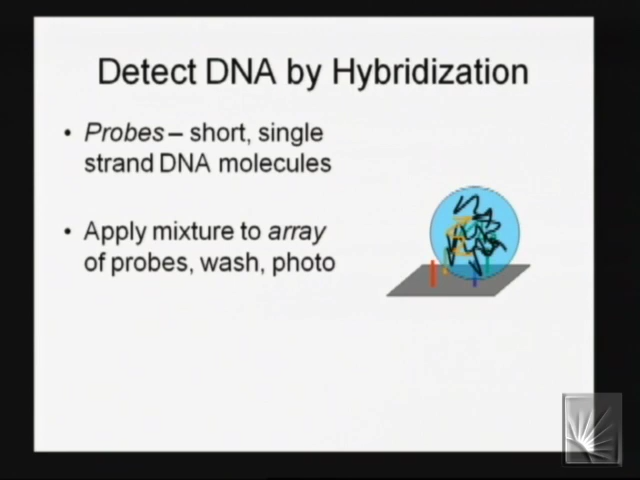 Detect DNA by Hybridization
• Probes – short, single
strand DNA molecules
• Apply mixture to array
of probes, wash, photo